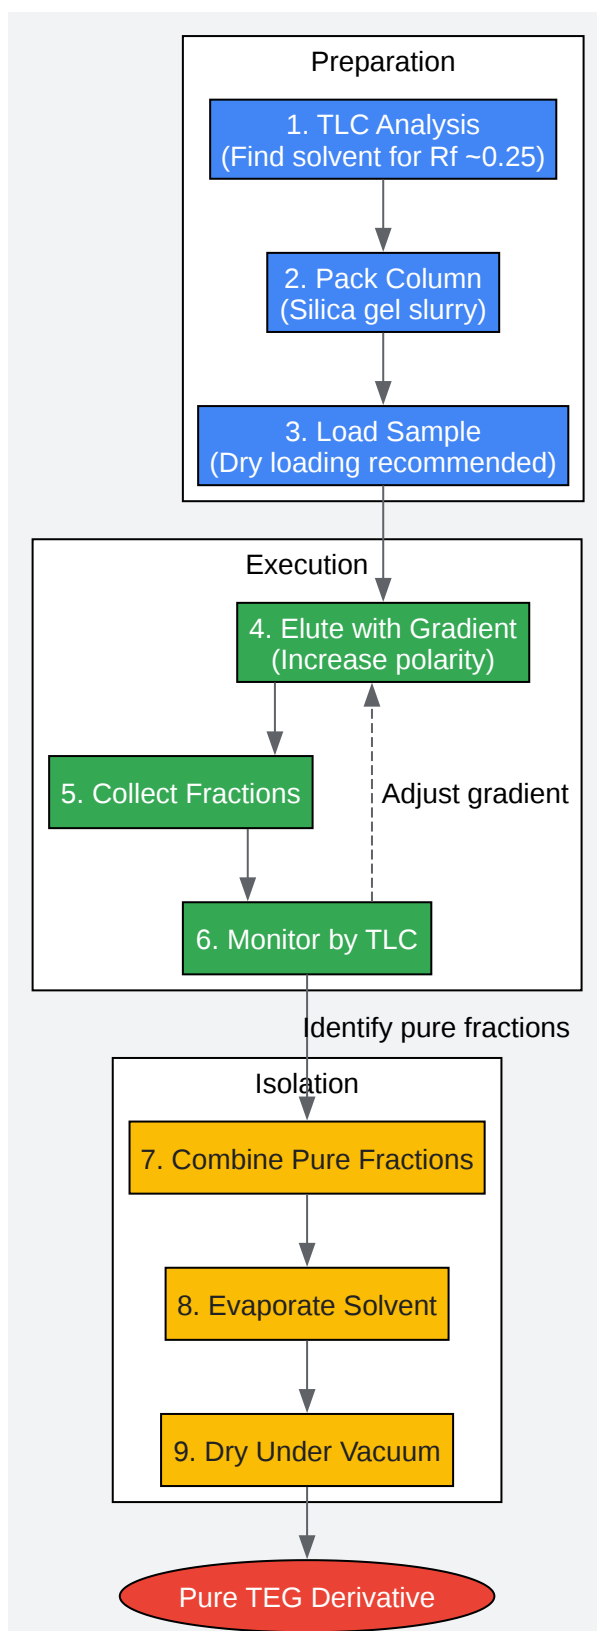 Preparation
1. TLC Analysis
(Find solvent for Rf ~0.25)
2. Pack Column
(Silica gel slurry)
3. Load Sample
(Dry loading recommended)
Execution
4. Elute with Gradient
(Increase polarity)
5. Collect Fractions
Adjust gradient
6. Monitor by TLC
Identify pure fractions
Isolation
7. Combine Pure Fractions
8. Evaporate Solvent
9. Dry Under Vacuum
Pure TEG Derivative